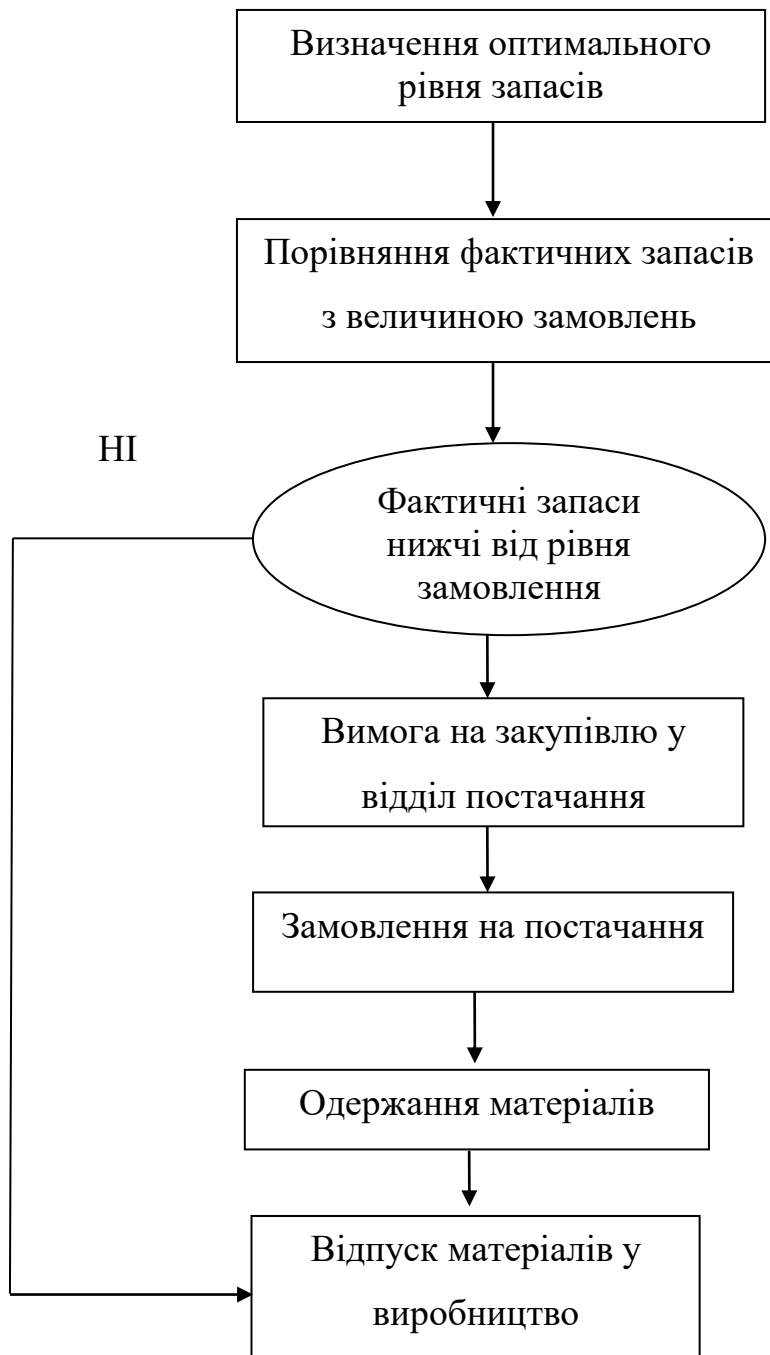 Визначення оптимального
рівня запасів
Порівняння фактичних запасів
з величиною замовлень
НІ
Фактичні запаси
нижчі від рівня
замовлення
Вимога на закупівлю у
відділ постачання
Замовлення на постачання
Одержання матеріалів
Відпуск матеріалів у
виробництво